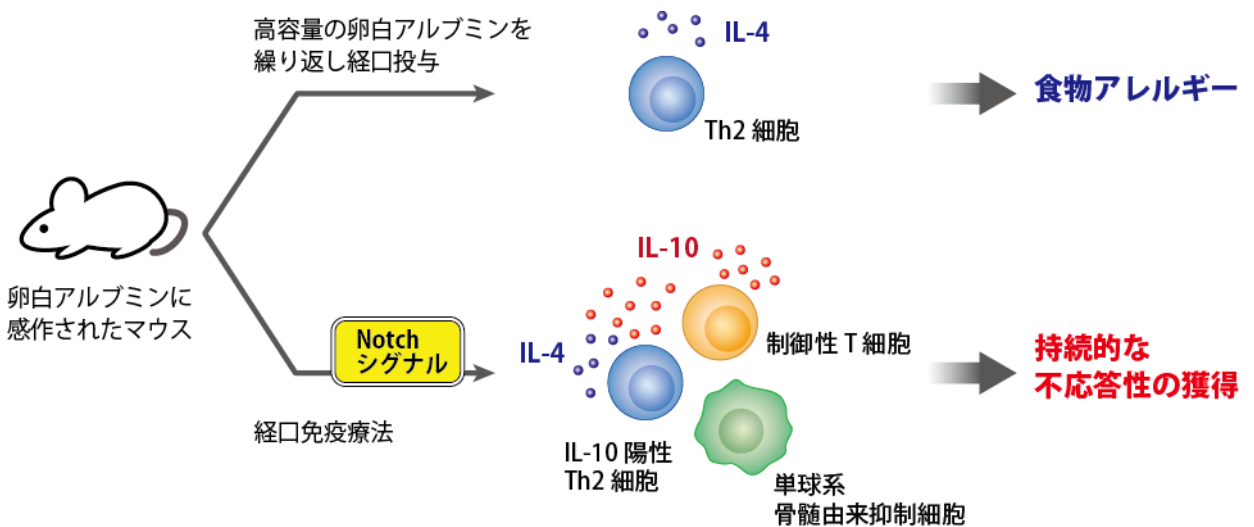 高容量の卵白アルブミンを
繰り返し経口投与
IL-4
Th2 細胞
食物アレルギー
卵白アルブミンに
感作されたマウス
Notch
シグナル
経口免疫療法
IL-10
IL-4
制御性 T 細胞
IL-10 陽性
Th2 細胞
単球系
骨髄由来抑制細胞
持続的な
不応答性の獲得